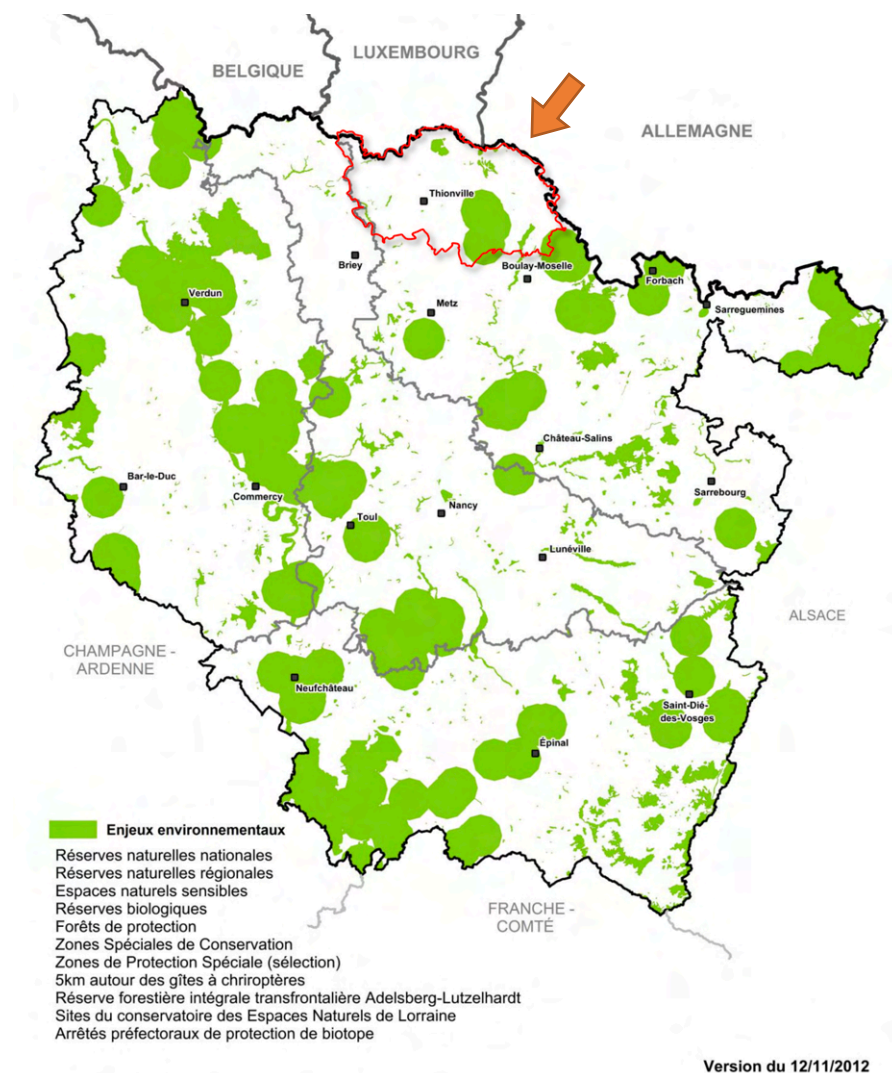 LUXEMBOURG
BELGIQUE
ALLEMAGNE
Thionville
Briey
Boulay-Moselle
Forbach
Verdun
Metz
Sarreguemines
Château-Salins
Bar-le-Duc
Commercy
Sarrebourg
Nancy
Toul
Lunéville
ALSACE
CHAMPAGNE -
ARDENNE
Neufchâteau
Saint-Dié-
des-Vosges
Épinal
Enjeux environnementaux
Réserves naturelles nationales
Réserves naturelles régionales
Espaces naturels sensibles
Réserves biologiques
Forêts de protection
Zones Spéciales de Conservation
Zones de Protection Spéciale (sélection)
5km autour des gîtes à chriroptères
Réserve forestière intégrale transfrontalière Adelsberg-Lutzelhardt
Sites du conservatoire des Espaces Naturels de Lorraine
Arrêtés préfectoraux de protection de biotope
FRANCHE -
COMTÉ
Version du 12/11/2012